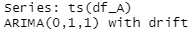 Series: ts(df_A)
ARIMA(0,1,1) with drift